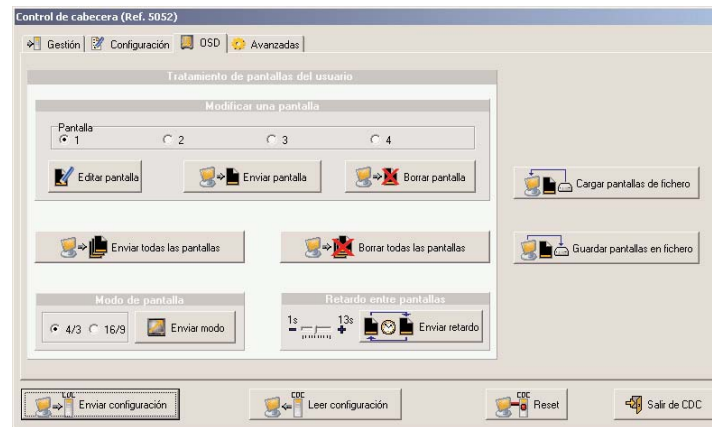 Control de cabecera (Ref. 5052)
Gestión Configuración OSD Avanzadas
Tratamiento de pantallas del usuario
Modificar una pantalla
Pantalla
1 2 3 4
Editar pantalla Enviar pantalla Borrar pantalla
Cargar pantallas de fichero
Enviar todas las pantallas Borrar todas las pantallas
Guardar pantallas en fichero
Modo de pantalla
4/3 16/9 Enviar modo
Retardo entre pantallas
1s 13s Enviar retardo
CDC Enviar configuración
CDC Leer configuración
CDC Reset
Salir de CDC